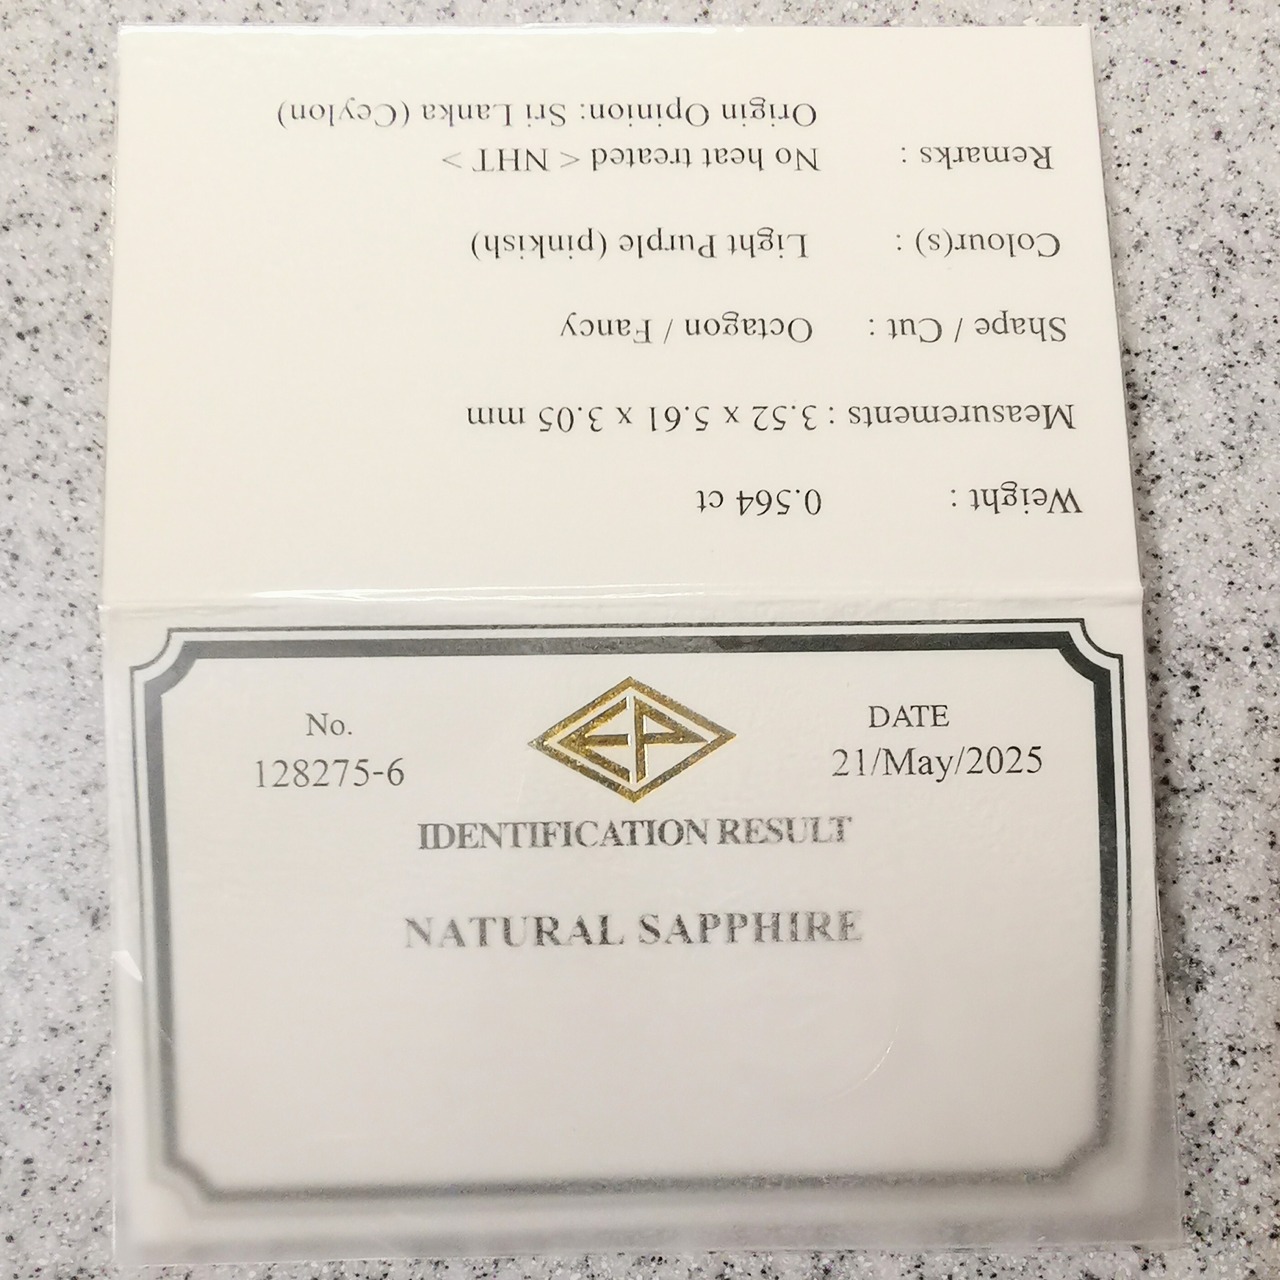 No.
128275-6
EP
DATE
21/May/2025
IDENTIFICATION RESULT
NATURAL SAPPHIRE
Weight : 0.564 ct
Measurements : 3.52 x 5.61 x 3.05 mm
Shape / Cut : Octagon / Fancy
Colour(s) : Light Purple (pinkish)
Remarks : No heat treated < NHT >
Origin Opinion: Sri Lanka (Ceylon)